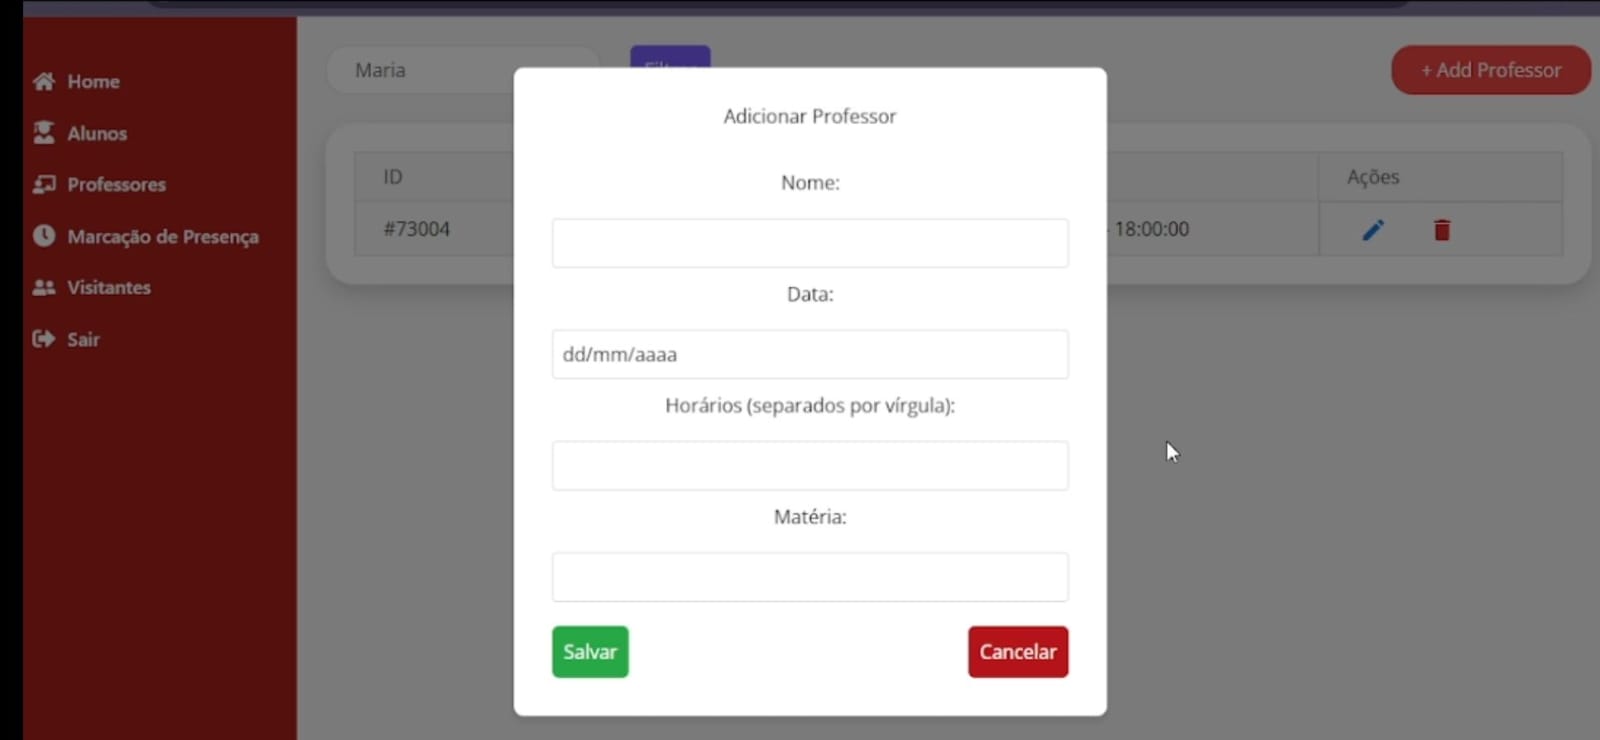 Home
Alunos
Professores
Marcação de Presença
Visitantes
Sair
Maria
+ Add Professor
ID
Ações
#73004
- 18:00:00
Adicionar Professor
Nome:
Data:
dd/mm/aaaa
Horários (separados por vírgula):
Matéria:
Salvar
Cancelar